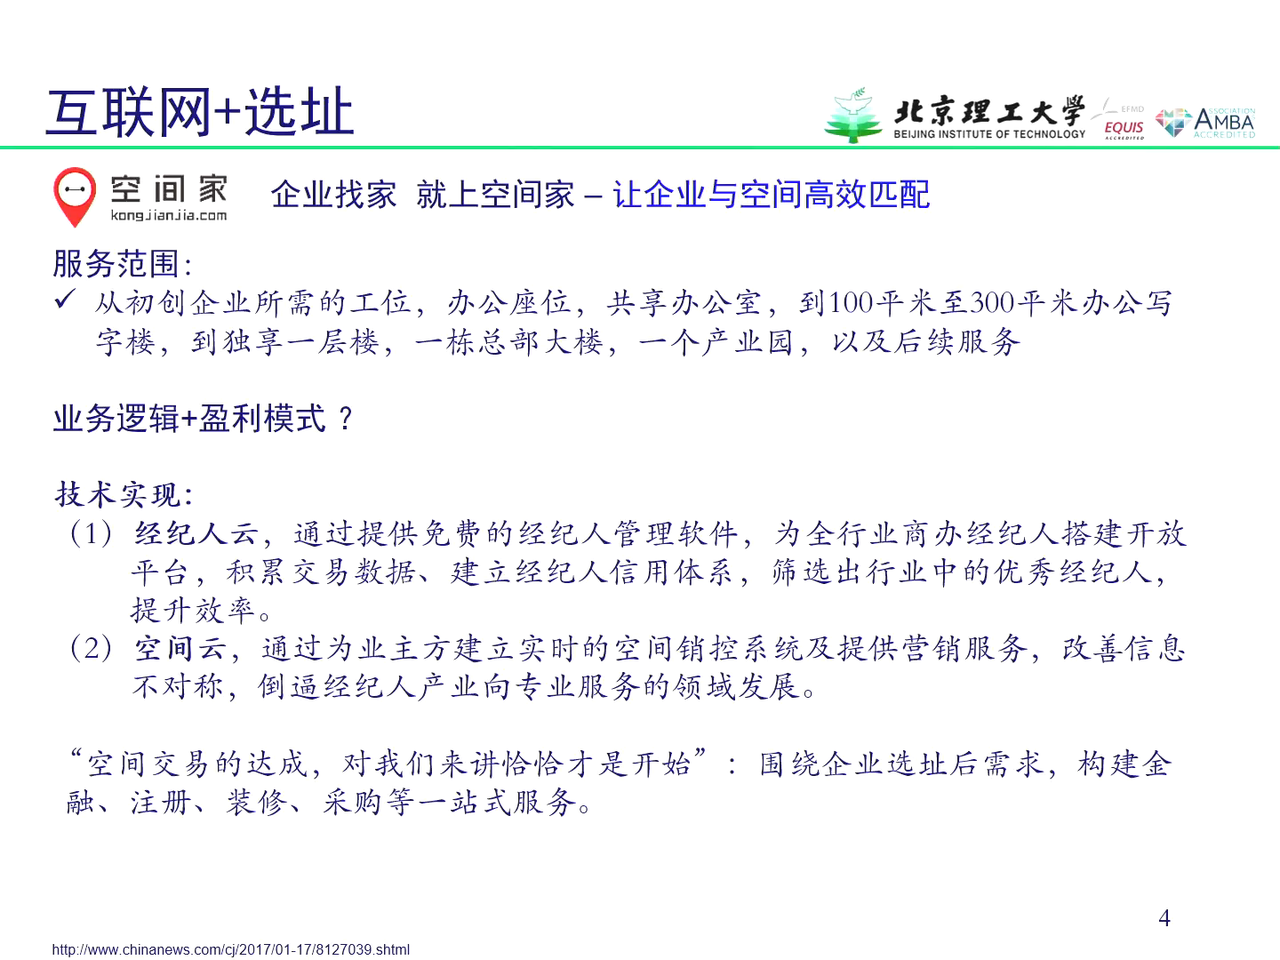 互联网+选址
北京理工大学
BEIJING INSTITUTE OF TECHNOLOGY
EFMD
EQUIS
ACCREDITED
ASSOCIATION
AMBA
ACCREDITED
空间家
kongjianjia.com
企业找家 就上空间家 – 让企业与空间高效匹配
服务范围：
✓ 从初创企业所需的工位，办公座位，共享办公室，到100平米至300平米办公写
字楼，到独享一层楼，一栋总部大楼，一个产业园，以及后续服务
业务逻辑+盈利模式？
技术实现：
（1）经纪人云，通过提供免费的经纪人管理软件，为全行业商办经纪人搭建开放
平台，积累交易数据、建立经纪人信用体系，筛选出行业中的优秀经纪人，
提升效率。
（2）空间云，通过为业主方建立实时的空间销控系统及提供营销服务，改善信息
不对称，倒逼经纪人产业向专业服务的领域发展。
“空间交易的达成，对我们来讲恰恰才是开始”：围绕企业选址后需求，构建金
融、注册、装修、采购等一站式服务。
4
http://www.chinanews.com/cj/2017/01-17/8127039.shtml